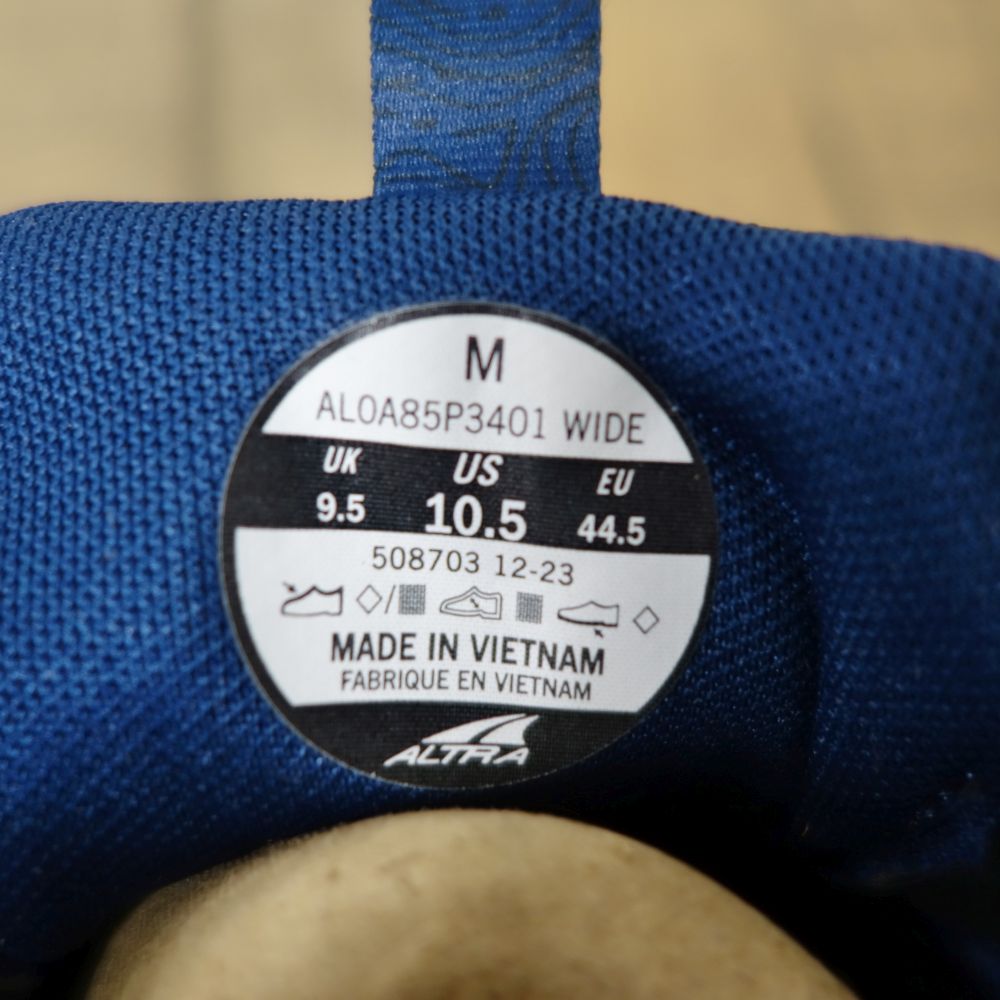 M
AL0A85P3401 WIDE
UK US EU
9.5 10.5 44.5
508703 12-23
MADE IN VIETNAM
FABRIQUE EN VIETNAM
ALTRA